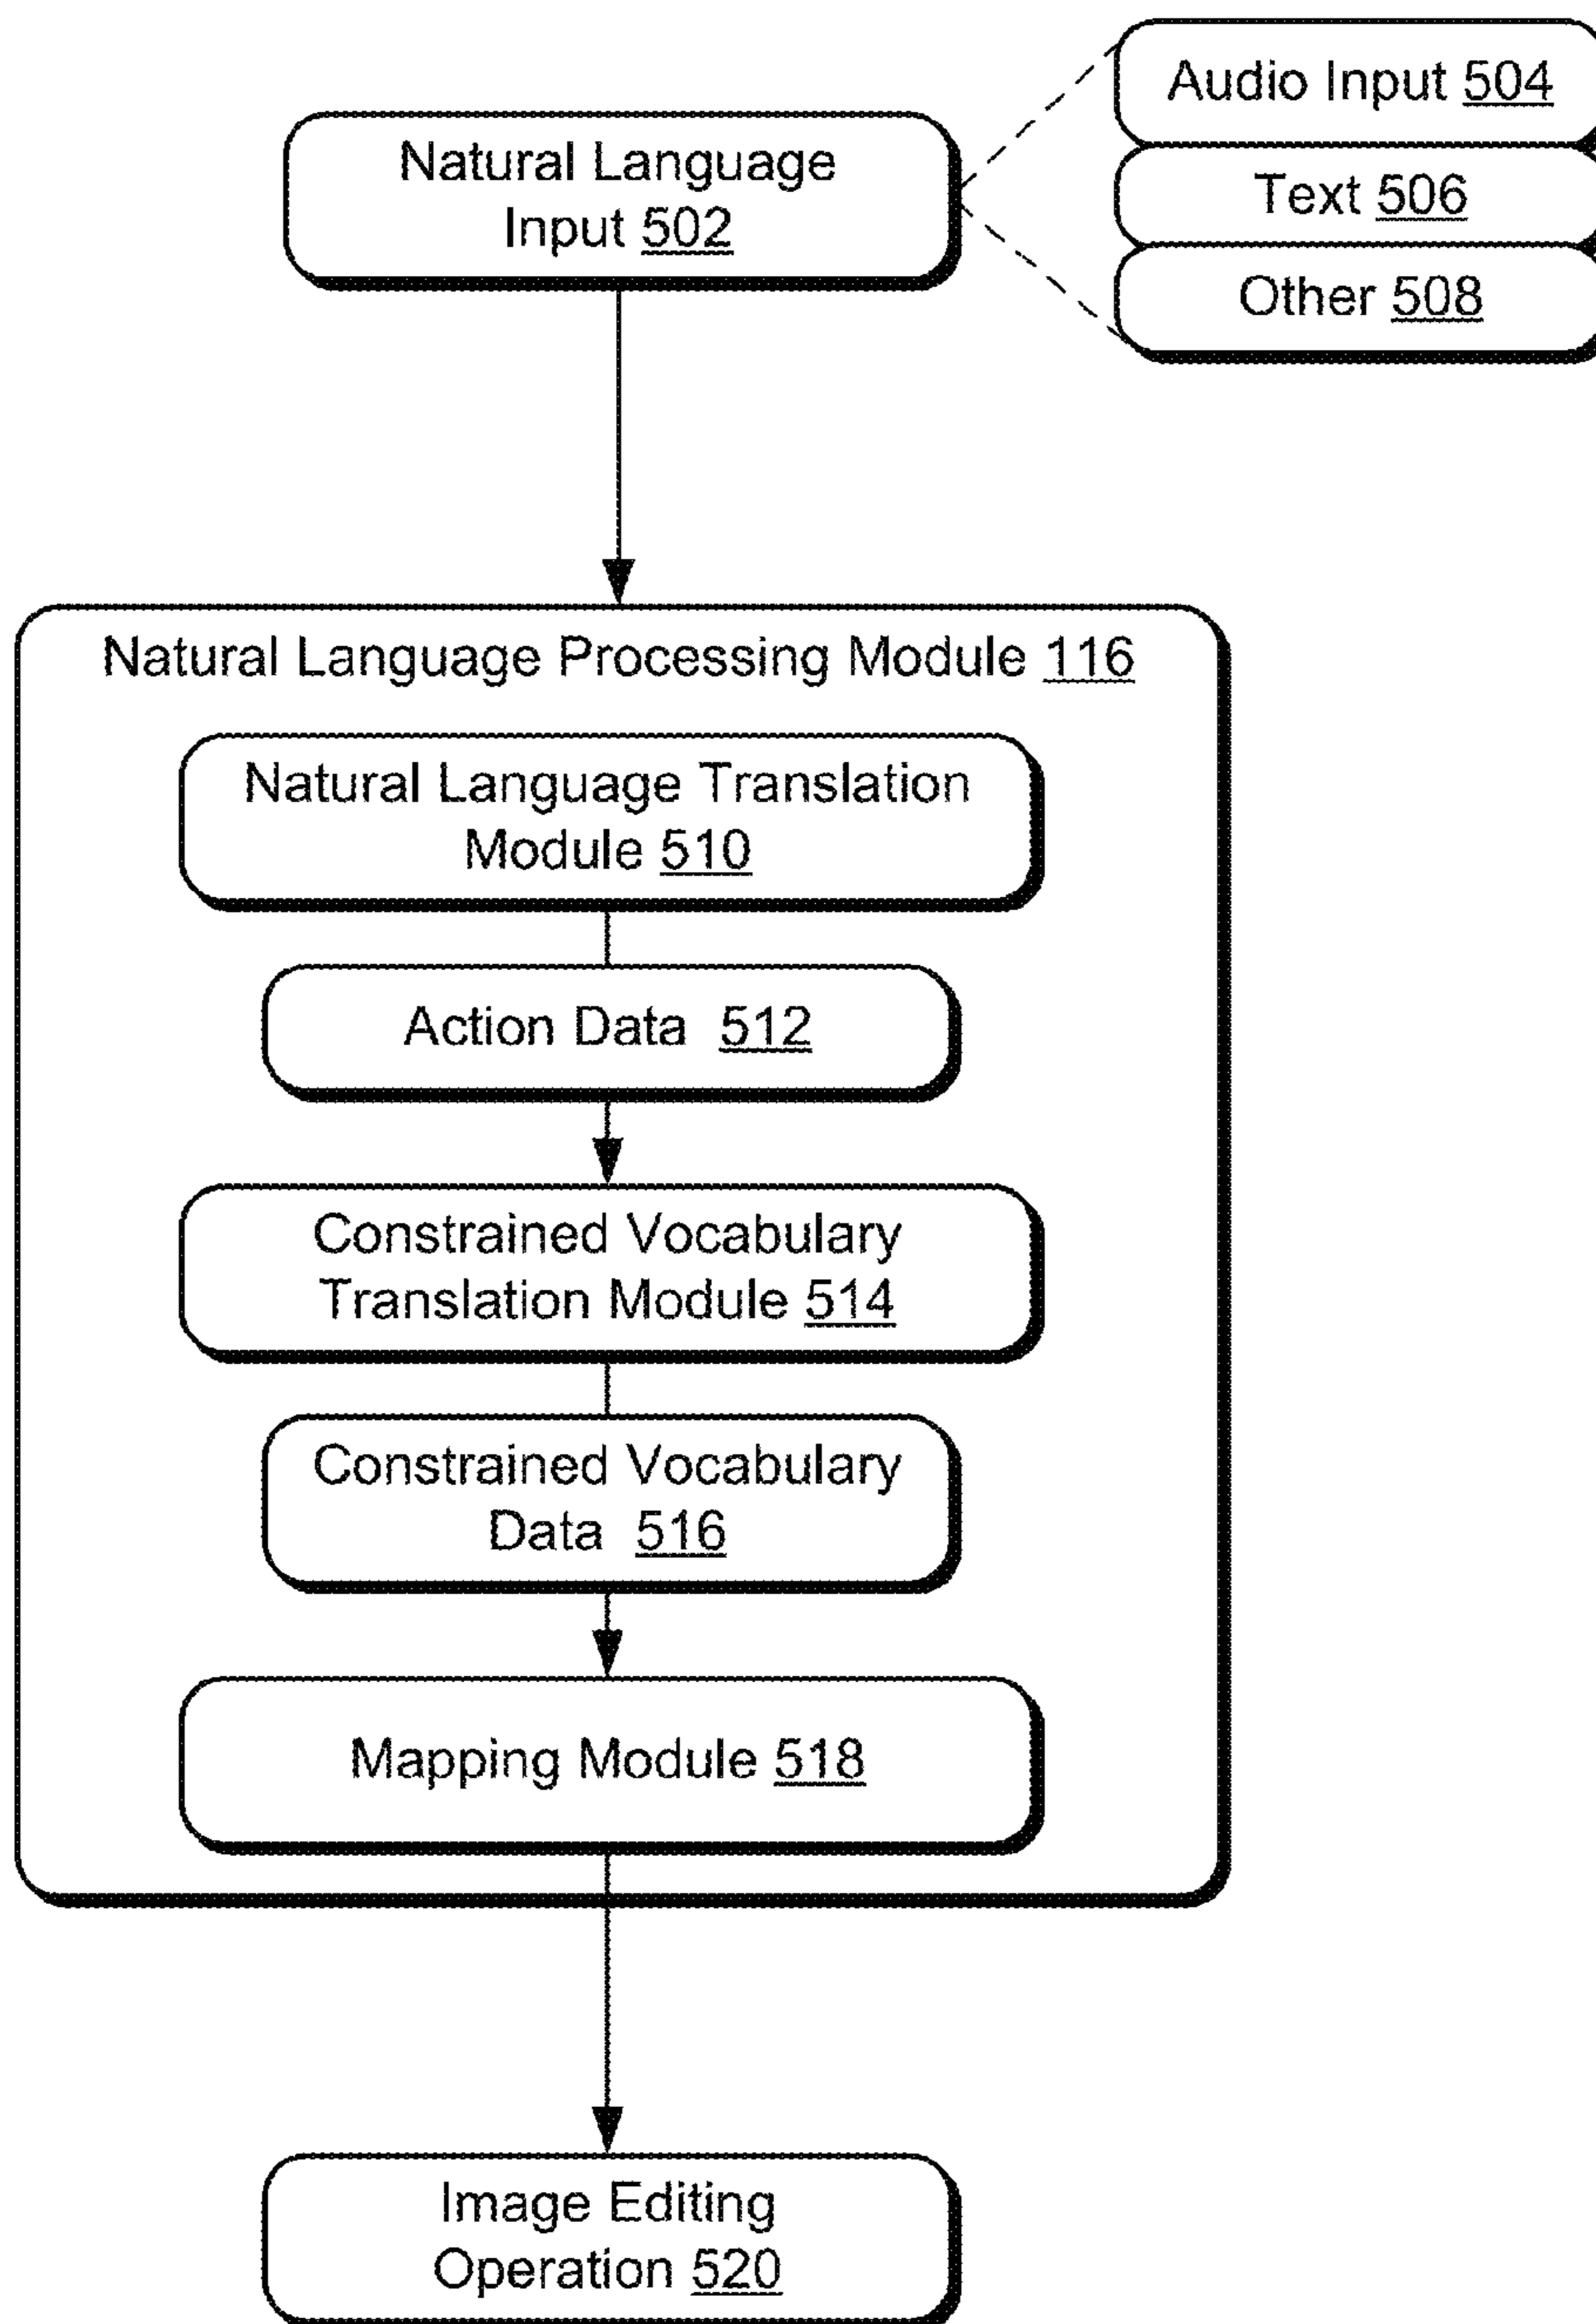 Audio Input 504
Natural Language
Input 502
Text 506
Other 508
Natural Language Processing Module 116
Natural Language Translation
Module 510
Action Data 512
Constrained Vocabulary
Translation Module 514
Constrained Vocabulary
Data 516
Mapping Module 518
Image Editing
Operation 520